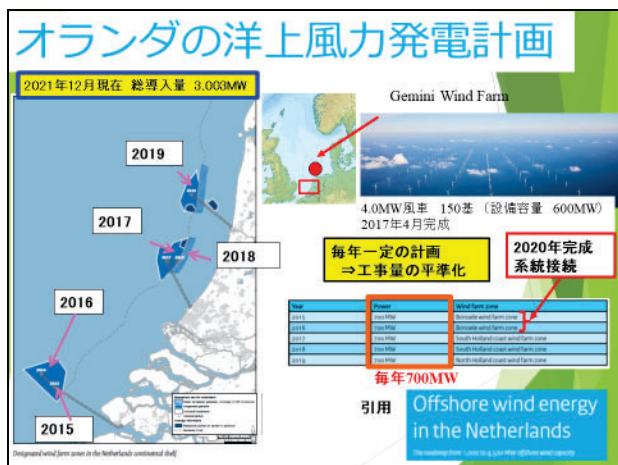 オランダの洋上風力発電計画
2021年12月現在 総導入量 3.003MW
Gemini Wind Farm
2019
4.0MW風車 150基 (設備容量 600MW)
2017年4月完成
2017
2018
毎年一定の計画
⇒工事量の平準化
2020年完成
系統接続
2016
2015
Year Power Wind farm zone
2015 700 MW Borssele wind farm zone
2016 700 MW Borssele wind farm zone
2017 700 MW South Holland coast wind farm zone
2018 700 MW South Holland coast wind farm zone
2019 700 MW North Holland coast wind farm zone
毎年700MW
引用
Offshore wind energy
in the Netherlands
Designated wind farm zones in the Netherlands continental shelf.